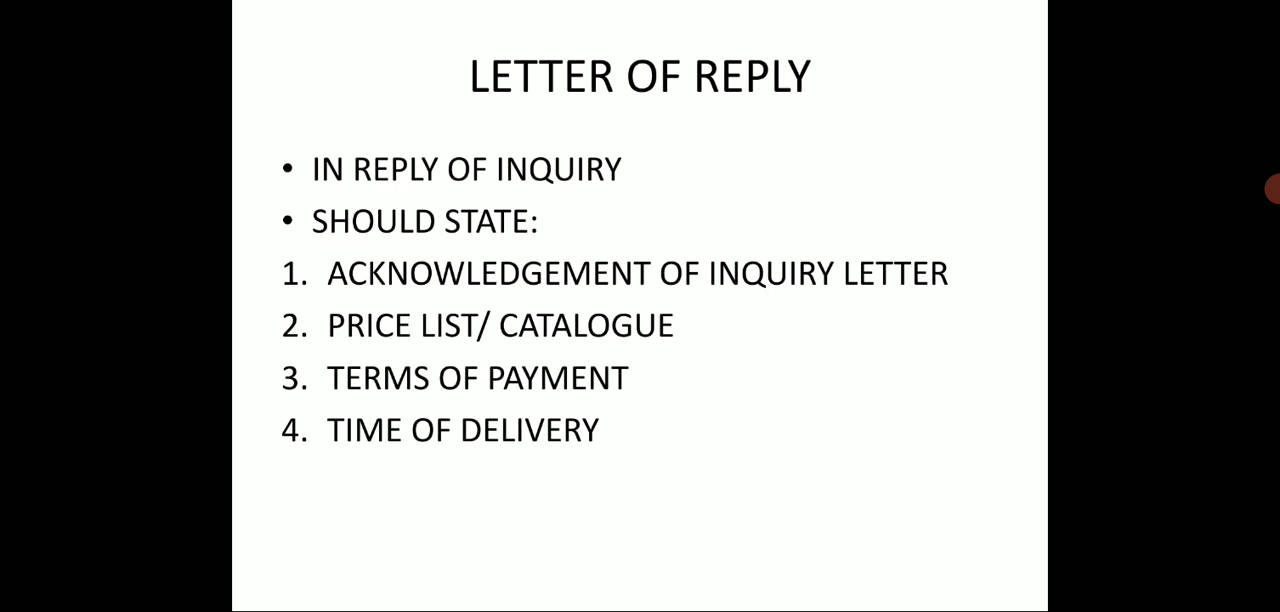 LETTER OF REPLY
• IN REPLY OF INQUIRY
• SHOULD STATE:
1. ACKNOWLEDGEMENT OF INQUIRY LETTER
2. PRICE LIST/ CATALOGUE
3. TERMS OF PAYMENT
4. TIME OF DELIVERY